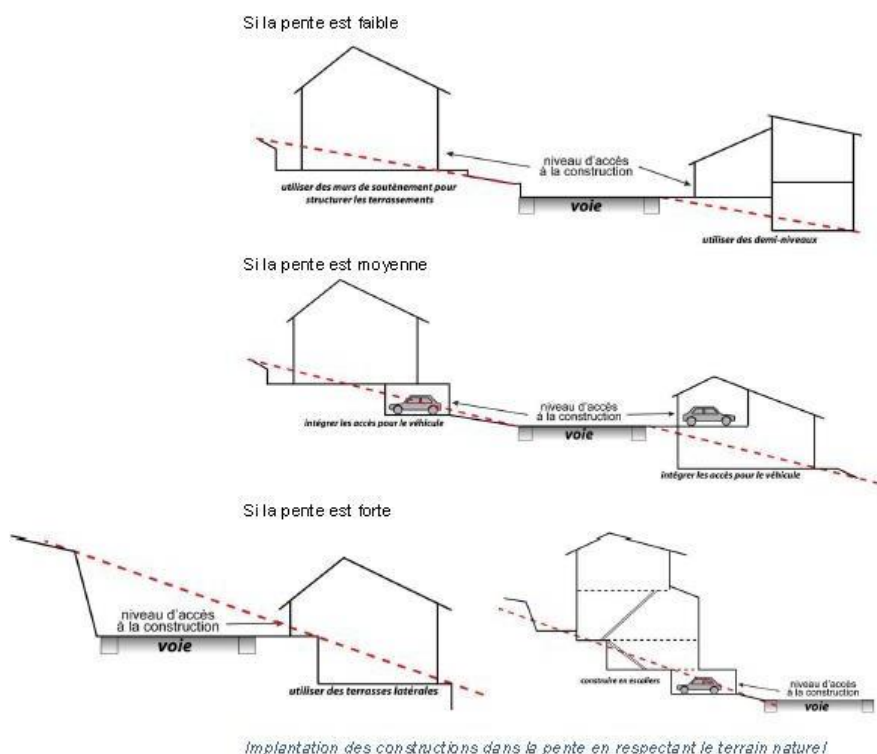 Si la pente est faible
niveau d'accès
à la construction
utiliser des murs de soutènement pour
structurer les terrassements
voie
utiliser des demi-niveaux
Si la pente est moyenne
niveau d'accès
à la construction
intégrer les accès pour le véhicule
voie
intégrer les accès pour le véhicule
Si la pente est forte
niveau d'accès
à la construction
voie
utiliser des terrasses latérales
construire en escaliers
niveau d'accès
à la construction
voie
Implantation des constructions dans la pente en respectant le terrain naturel